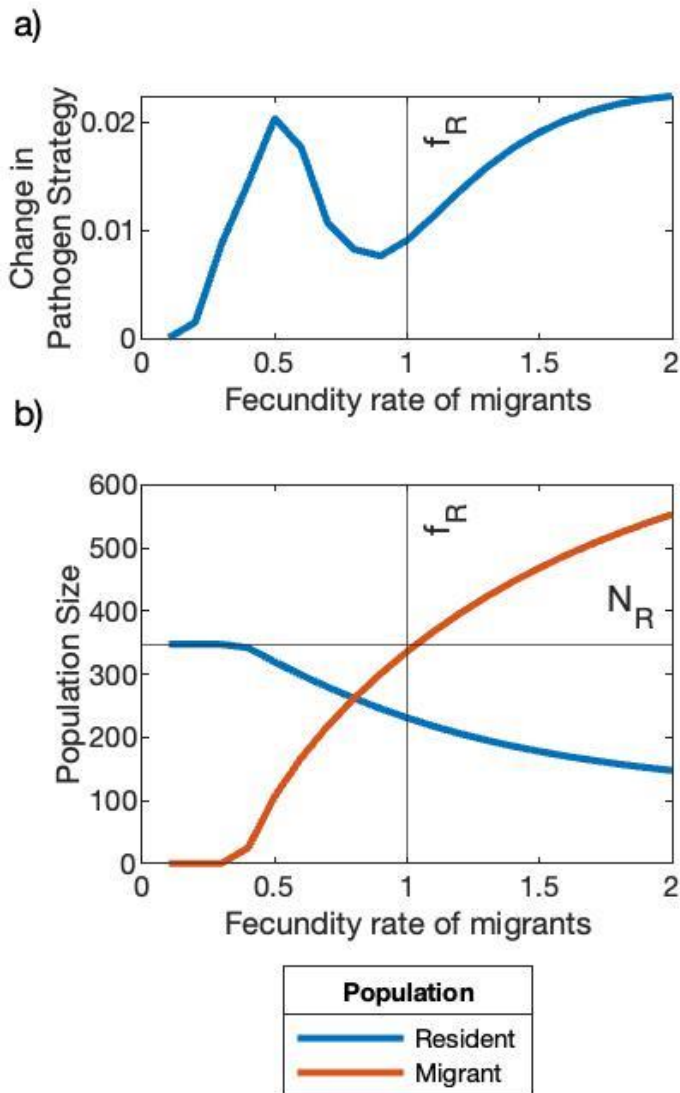 a)
Change in
Pathogen Strategy
0.02
0.01
0
f_R
0 0.5 1 1.5 2
Fecundity rate of migrants
b)
Population Size
600
500
400
300
200
100
0
f_R
N_R
0 0.5 1 1.5 2
Fecundity rate of migrants
Population
Resident
Migrant